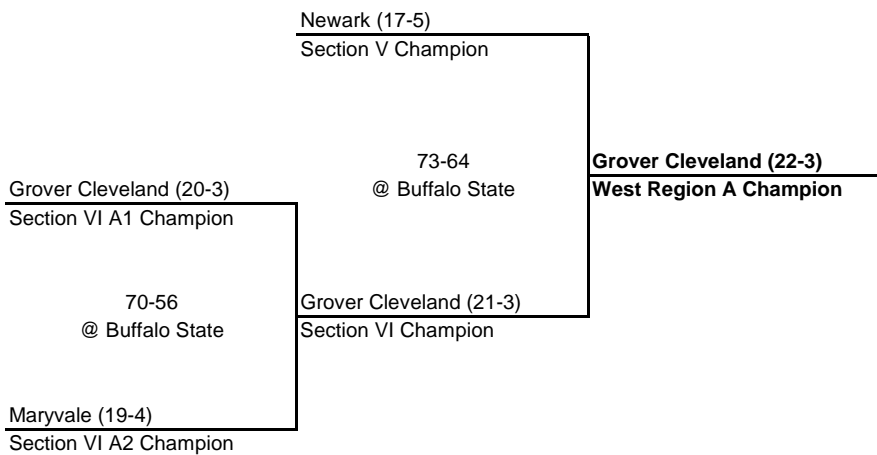 Newark (17-5)
Section V Champion
73-64
@ Buffalo State
Grover Cleveland (22-3)
West Region A Champion
Grover Cleveland (20-3)
Section VI A1 Champion
70-56
@ Buffalo State
Grover Cleveland (21-3)
Section VI Champion
Maryvale (19-4)
Section VI A2 Champion